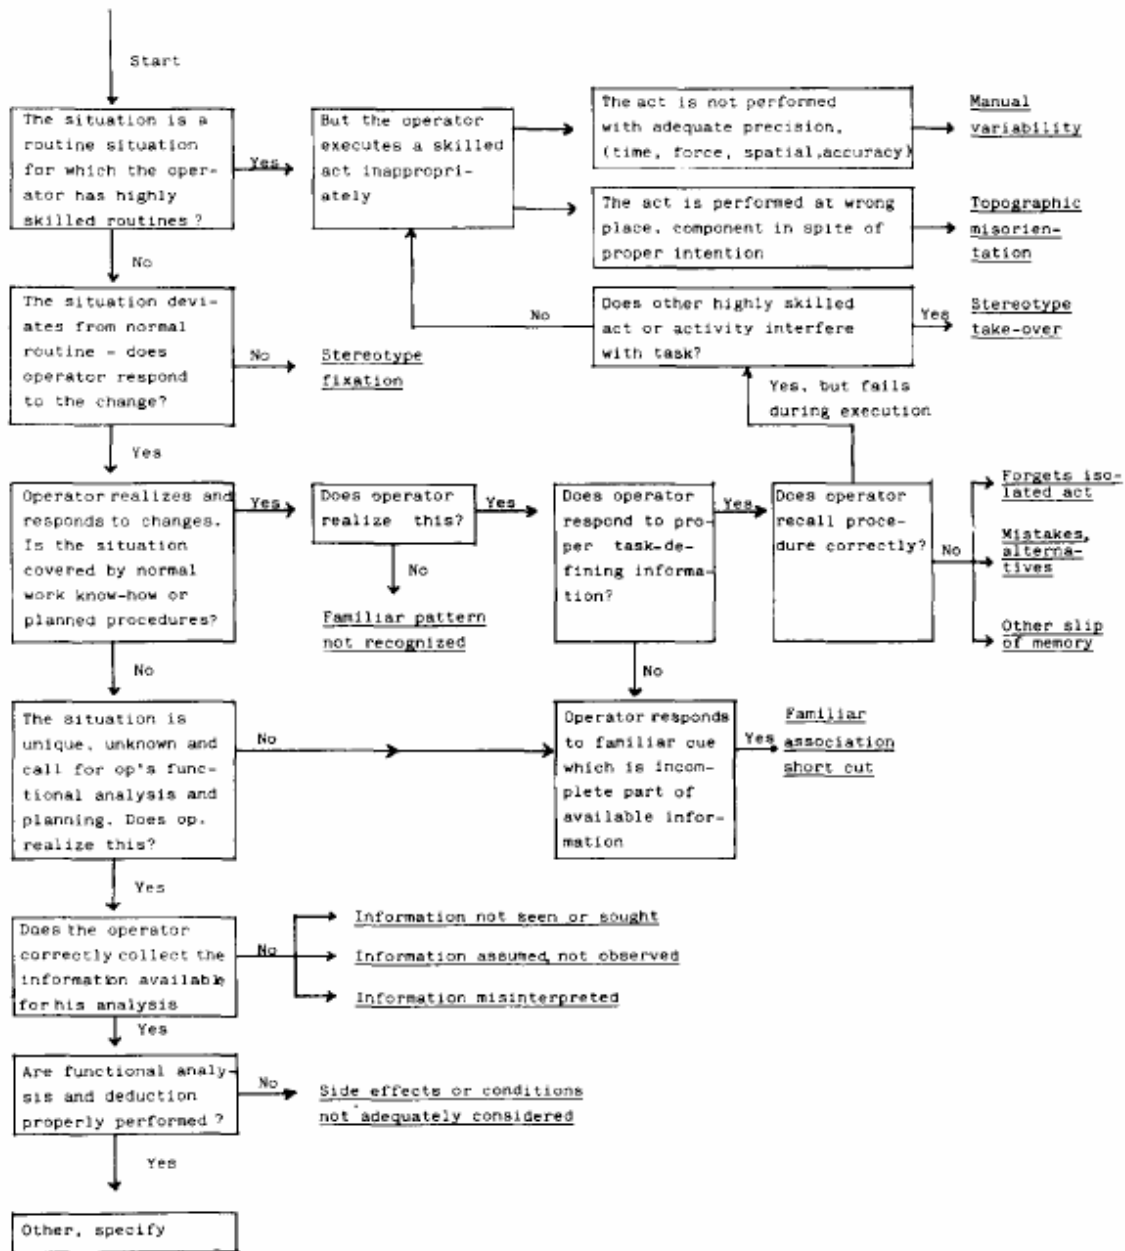 Start
The situation is a
routine situation
for which the oper-
ator has highly
skilled routines?
Yes
But the operator
executes a skilled
act inappropri-
ately
The act is not performed
with adequate precision,
(time, force, spatial,accuracy)
Manual
variability
The act is performed at wrong
place, component in spite of
proper intention
Topographic
misorien-
tation
No
The situation devi-
ates from normal
routine - does
operator respond
to the change?
No
Stereotype
fixation
No
Does other highly skilled
act or activity interfere
with task?
Yes
Stereotype
take-over
Yes, but fails
during execution
Yes
Operator realizes and
responds to changes.
Is the situation
covered by normal
work know-how or
planned procedures?
Yes
Does operator
realize this?
Yes
Does operator
respond to pro-
per task-de-
fining informa-
tion?
Yes
Does operator
recall proce-
dure correctly?
No
Forgets iso-
lated act
Mistakes,
alterna-
tives
Other slip
of memory
No
Familiar pattern
not recognized
No
No
The situation is
unique, unknown and
call for op's func-
tional analysis and
planning. Does op.
realize this?
No
Operator responds
to familiar cue
which is incom-
plete part of
available infor-
mation
Yes
Familiar
association
short cut
Yes
Does the operator
correctly collect the
information available
for his analysis
No
Information not seen or sought
Information assumed, not observed
Information misinterpreted
Yes
Are functional analy-
sis and deduction
properly performed?
No
Side effects or conditions
not adequately considered
Yes
Other, specify